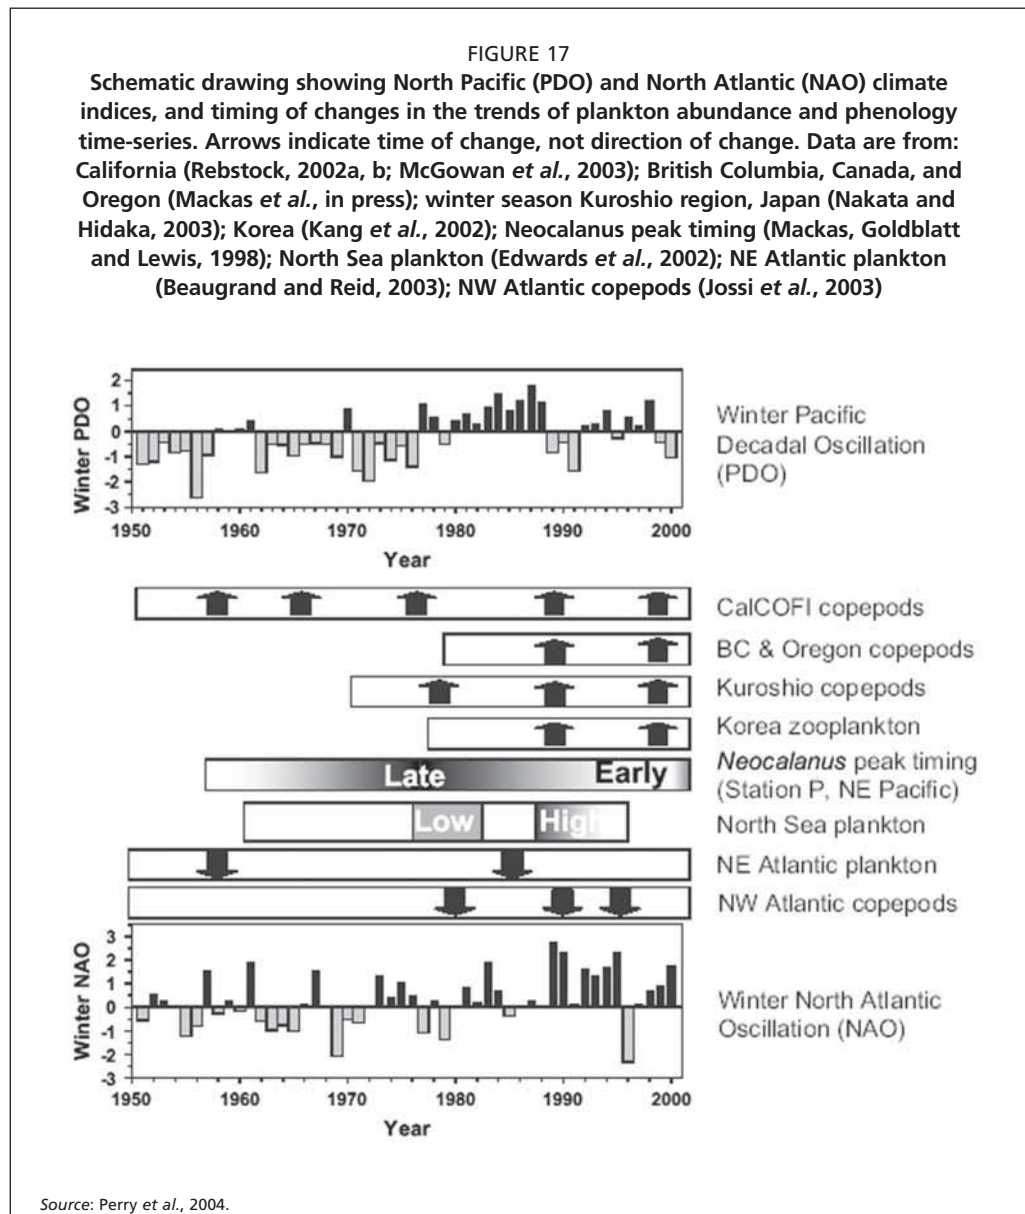 FIGURE 17
Schematic drawing showing North Pacific (PDO) and North Atlantic (NAO) climate
indices, and timing of changes in the trends of plankton abundance and phenology
time-series. Arrows indicate time of change, not direction of change. Data are from:
California (Rebstock, 2002a, b; McGowan et al., 2003); British Columbia, Canada, and
Oregon (Mackas et al., in press); winter season Kuroshio region, Japan (Nakata and
Hidaka, 2003); Korea (Kang et al., 2002); Neocalanus peak timing (Mackas, Goldblatt
and Lewis, 1998); North Sea plankton (Edwards et al., 2002); NE Atlantic plankton
(Beaugrand and Reid, 2003); NW Atlantic copepods (Jossi et al., 2003)
Winter PDO
2
1
0
-1
-2
-3
1950 1960 1970 1980 1990 2000
Year
Winter Pacific
Decadal Oscillation
(PDO)
CalCOFI copepods
BC & Oregon copepods
Kuroshio copepods
Korea zooplankton
Late Early
Neocalanus peak timing
(Station P, NE Pacific)
Low High
North Sea plankton
NE Atlantic plankton
NW Atlantic copepods
Winter NAO
3
2
1
0
-1
-2
-3
1950 1960 1970 1980 1990 2000
Year
Winter North Atlantic
Oscillation (NAO)
Source: Perry et al., 2004.